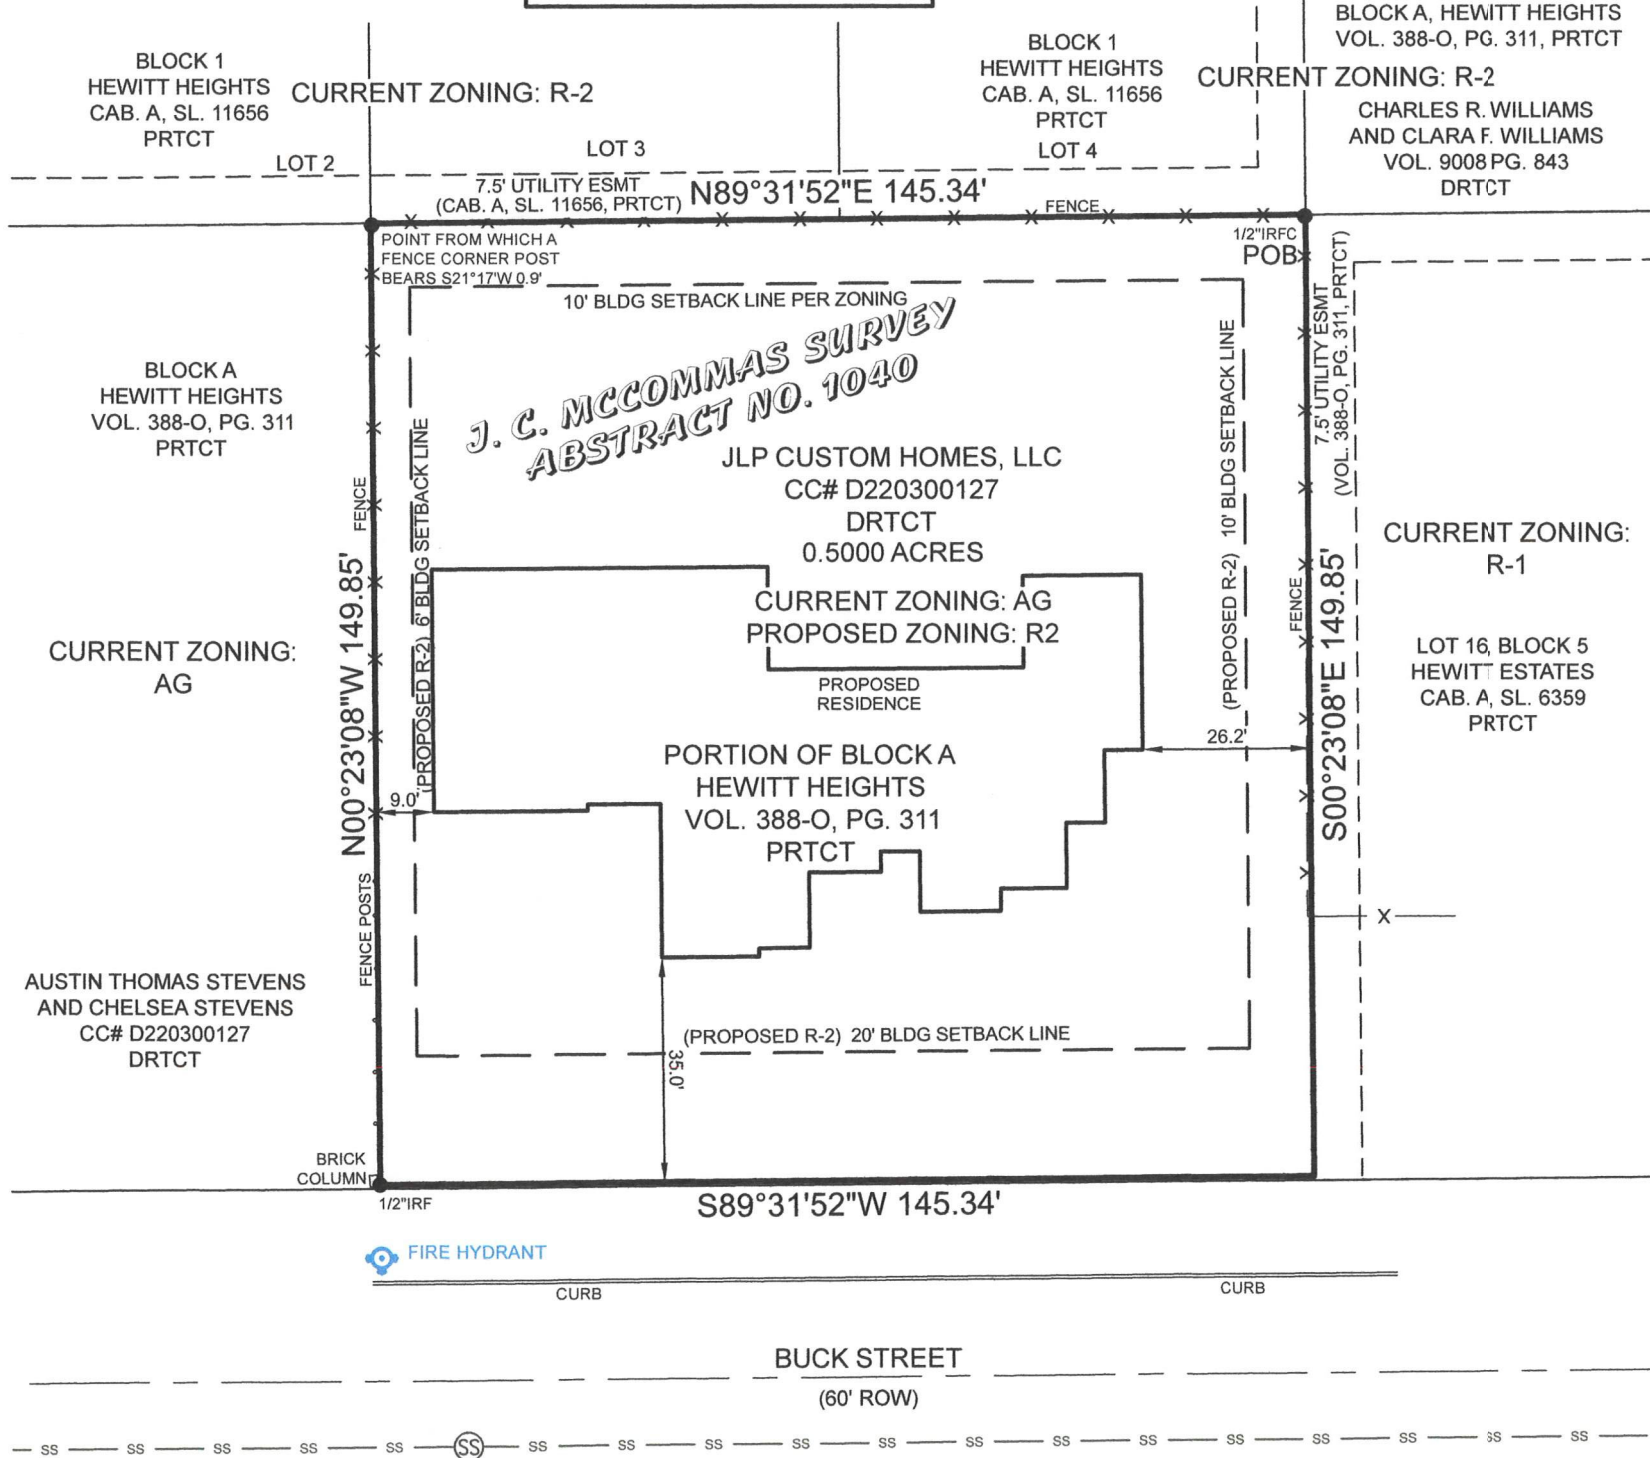 BLOCK 1
HEWITT HEIGHTS
CAB. A, SL. 11656
PRTCT
CURRENT ZONING: R-2
LOT 2
LOT 3
BLOCK 1
HEWITT HEIGHTS
CAB. A, SL. 11656
PRTCT
LOT 4
BLOCK A, HEWITT HEIGHTS
VOL. 388-O, PG. 311, PRTCT
CURRENT ZONING: R-2
CHARLES R. WILLIAMS
AND CLARA F. WILLIAMS
VOL. 9008 PG. 843
DRTCT
7.5' UTILITY ESMT
(CAB. A, SL. 11656, PRTCT)
N89°31'52"E 145.34'
FENCE
POINT FROM WHICH A
FENCE CORNER POST
BEARS S21°17'W 0.9'
1/2"IRFC
POB
10' BLDG SETBACK LINE PER ZONING
J. C. MCCOMMAS SURVEY
ABSTRACT NO. 1040
BLOCK A
HEWITT HEIGHTS
VOL. 388-O, PG. 311
PRTCT
FENCE
N00°23'08"W 149.85'
(PROPOSED R-2) 6' BLDG SETBACK LINE
JLP CUSTOM HOMES, LLC
CC# D220300127
DRTCT
0.5000 ACRES
CURRENT ZONING: AG
PROPOSED ZONING: R2
PROPOSED
RESIDENCE
(PROPOSED R-2) 10' BLDG SETBACK LINE
7.5' UTILITY ESMT
(VOL. 388-O, PG. 311, PRTCT)
FENCE
S00°23'08"E 149.85'
CURRENT ZONING:
R-1
LOT 16, BLOCK 5
HEWITT ESTATES
CAB. A, SL. 6359
PRTCT
CURRENT ZONING:
AG
PORTION OF BLOCK A
HEWITT HEIGHTS
VOL. 388-O, PG. 311
PRTCT
9.0'
26.2'
X
FENCE POSTS
AUSTIN THOMAS STEVENS
AND CHELSEA STEVENS
CC# D220300127
DRTCT
(PROPOSED R-2) 20' BLDG SETBACK LINE
35.0'
BRICK
COLUMN
1/2"IRF
S89°31'52"W 145.34'
FIRE HYDRANT
CURB
CURB
BUCK STREET
(60' ROW)
SS SS SS SS SS SS SS SS SS SS SS SS SS SS SS SS SS SS SS